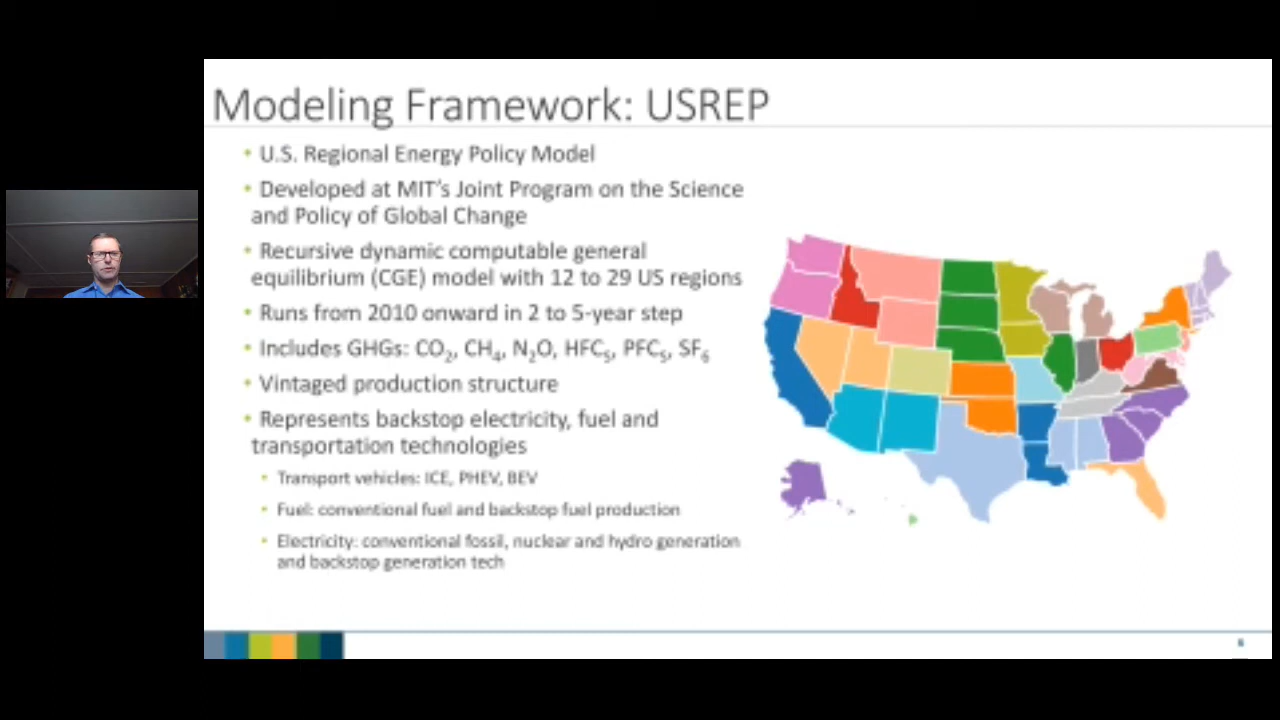 Modeling Framework: USREP
• U.S. Regional Energy Policy Model
• Developed at MIT's Joint Program on the Science
and Policy of Global Change
• Recursive dynamic computable general
equilibrium (CGE) model with 12 to 29 US regions
• Runs from 2010 onward in 2 to 5-year step
• Includes GHGs: CO₂, CH₄, N₂O, HFCₛ, PFCₛ, SF₆
• Vintaged production structure
• Represents backstop electricity, fuel and
transportation technologies
• Transport vehicles: ICE, PHEV, BEV
• Fuel: conventional fuel and backstop fuel production
• Electricity: conventional fossil, nuclear and hydro generation
and backstop generation tech